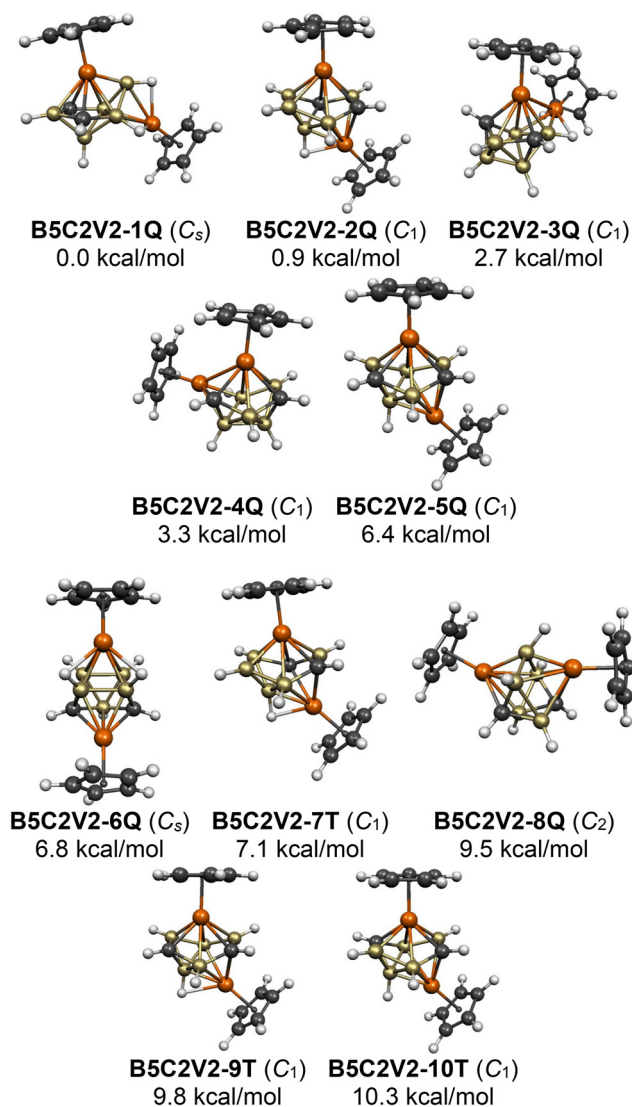 B5C2V2-1Q (Cs)
0.0 kcal/mol
B5C2V2-2Q (C1)
0.9 kcal/mol
B5C2V2-3Q (C1)
2.7 kcal/mol
B5C2V2-4Q (C1)
3.3 kcal/mol
B5C2V2-5Q (C1)
6.4 kcal/mol
B5C2V2-6Q (Cs)
6.8 kcal/mol
B5C2V2-7T (C1)
7.1 kcal/mol
B5C2V2-8Q (C2)
9.5 kcal/mol
B5C2V2-9T (C1)
9.8 kcal/mol
B5C2V2-10T (C1)
10.3 kcal/mol